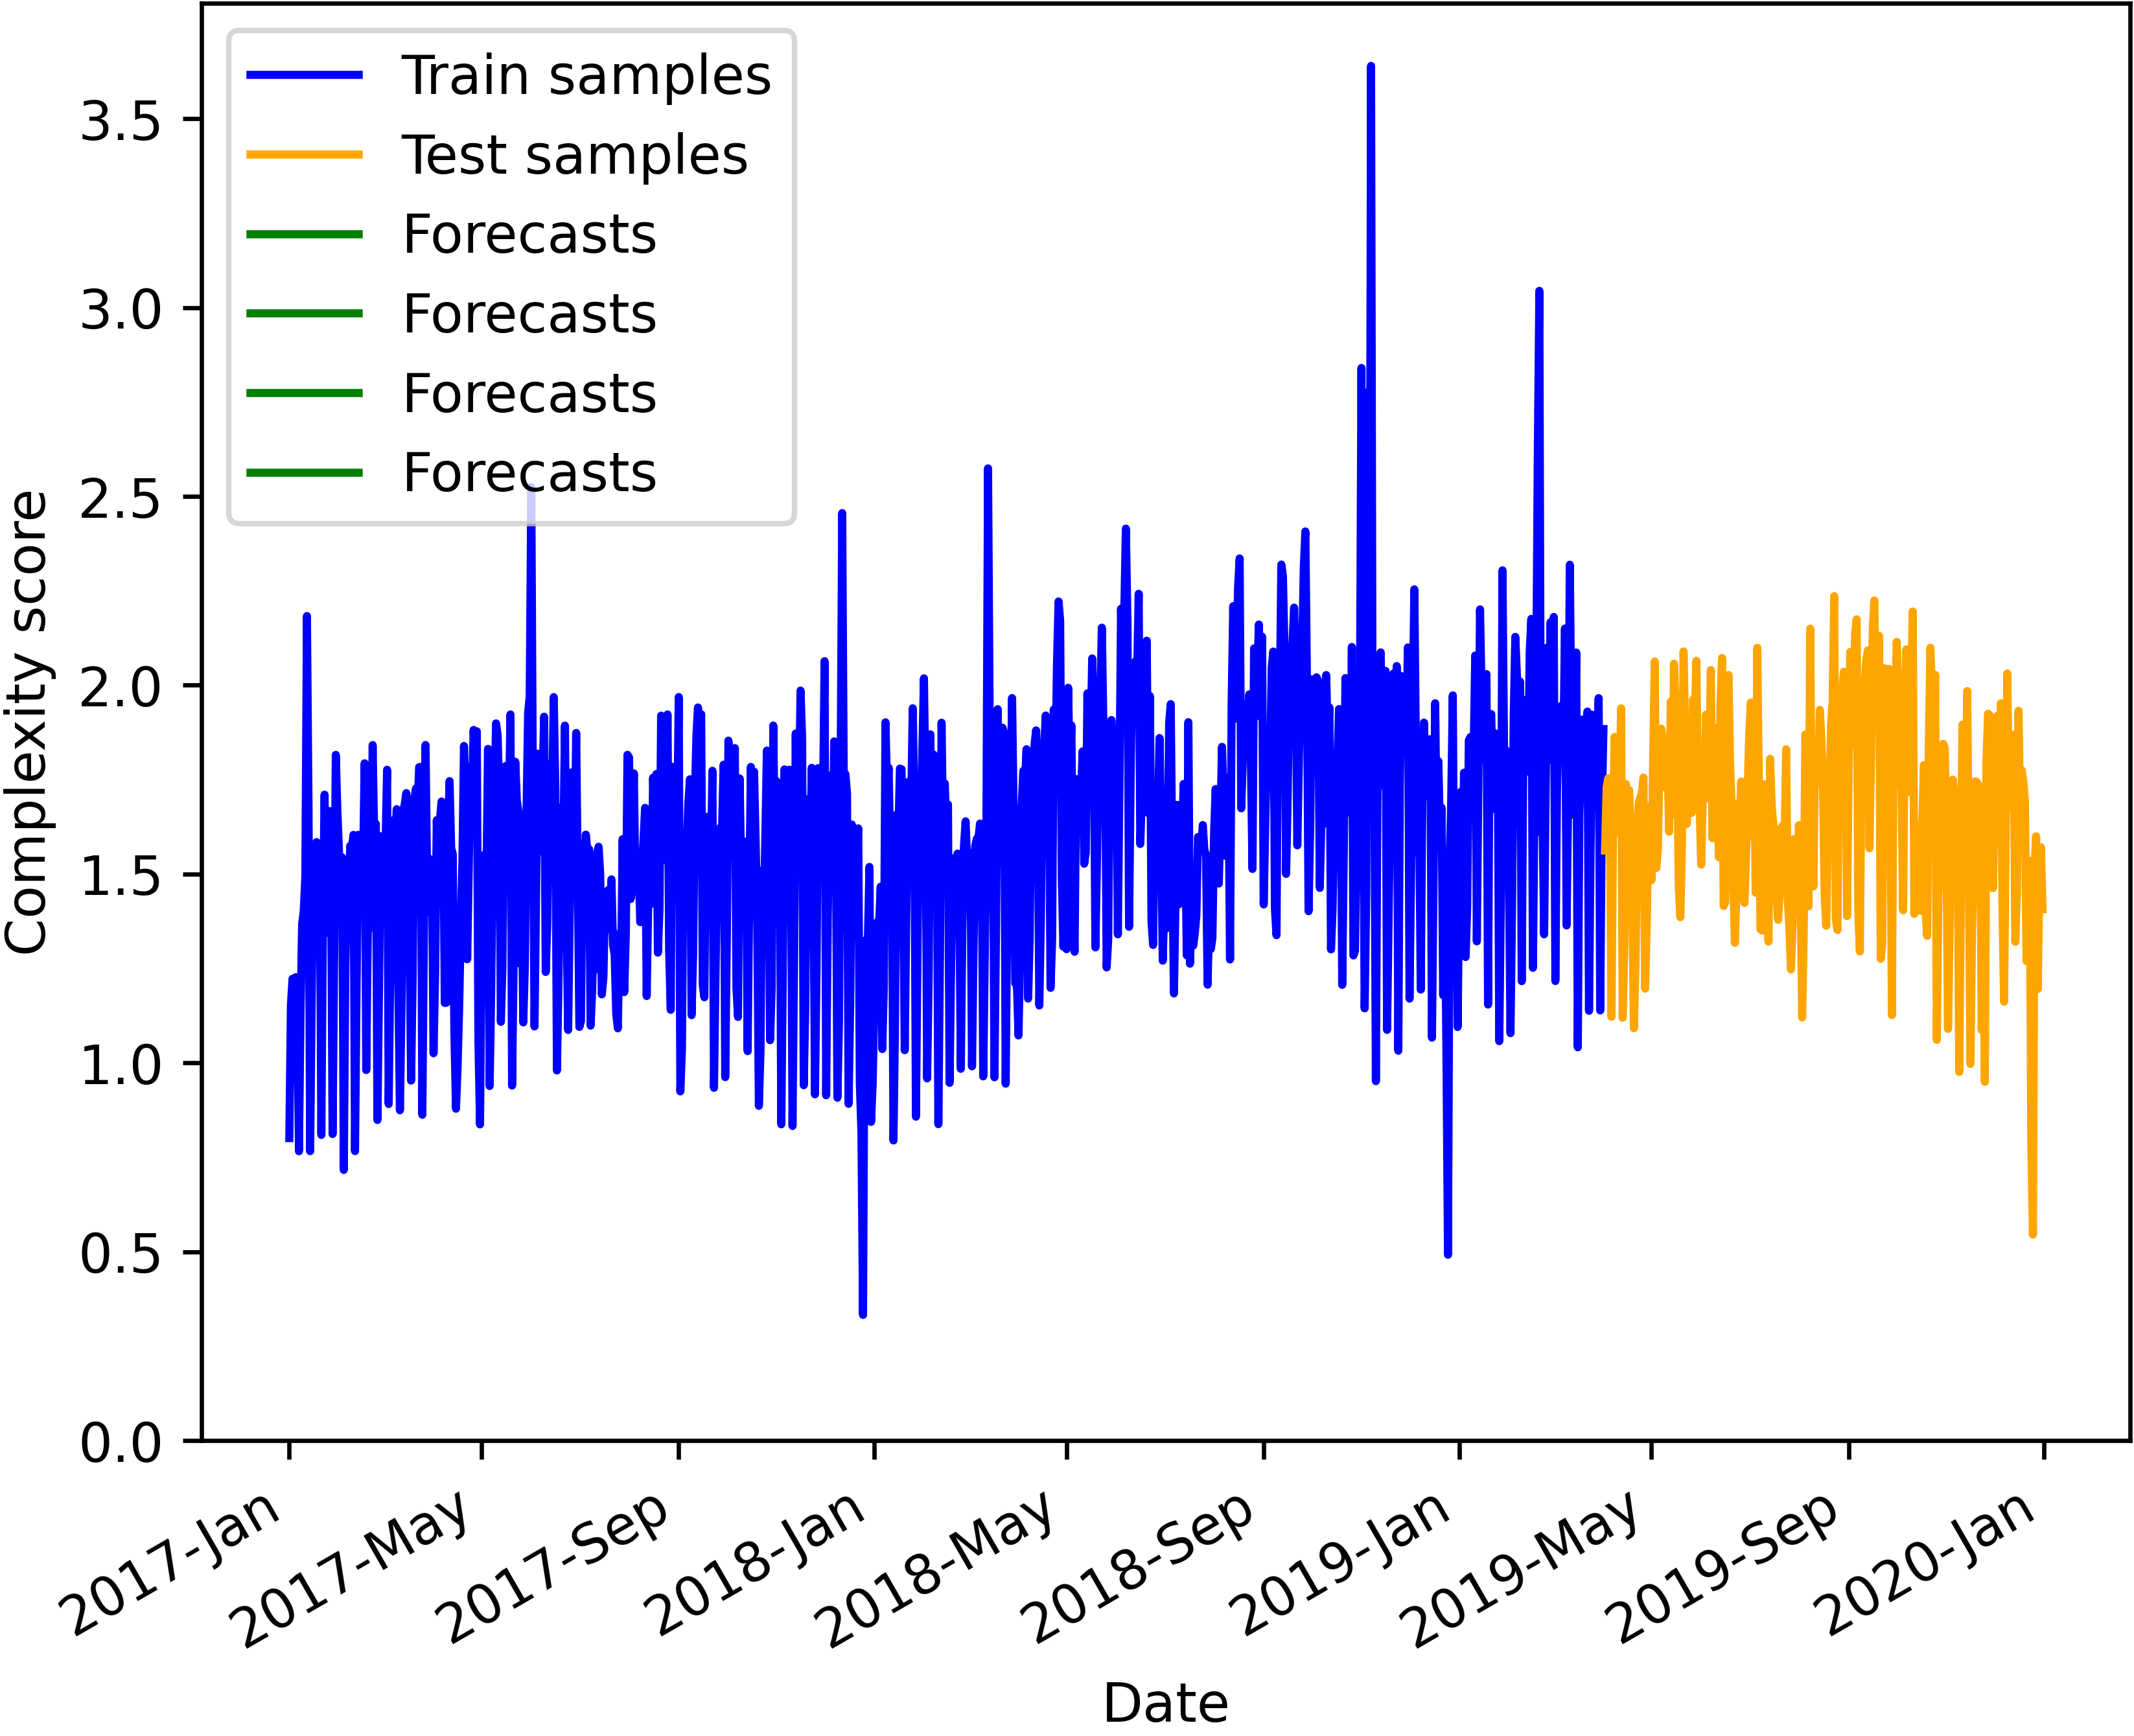 Train samples
Test samples
Forecasts
Forecasts
Forecasts
Forecasts
3.5
3.0
2.5
2.0
1.5
1.0
0.5
0.0
Complexity score
2017-Jan
2017-May
2017-Sep
2018-Jan
2018-May
2018-Sep
2019-Jan
2019-May
2019-Sep
2020-Jan
Date